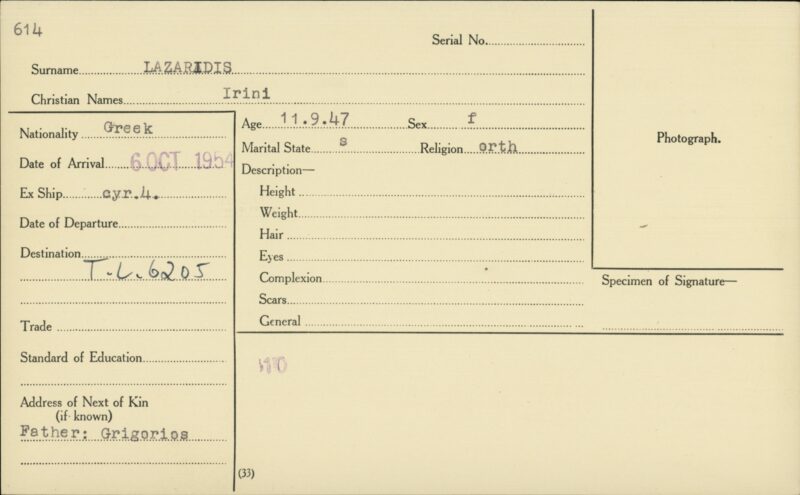 614
Serial No.
Surname LAZARIDIS
Christian Names Irini
Nationality Greek
Date of Arrival 6 OCT 1954
Ex Ship cyr.4.
Date of Departure
Destination
T.L.6205
Trade
Standard of Education
Address of Next of Kin
(if known)
Father: Grigorios
Age 11.9.47 Sex f
Marital State s Religion orth
Description—
Height
Weight
Hair
Eyes
Complexion
Scars
General
(33)
Photograph.
Specimen of Signature—